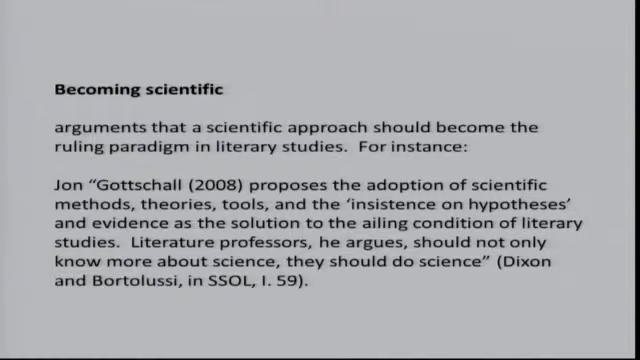 Becoming scientific
arguments that a scientific approach should become the
ruling paradigm in literary studies.  For instance:
Jon “Gottschall (2008) proposes the adoption of scientific
methods, theories, tools, and the ‘insistence on hypotheses’
and evidence as the solution to the ailing condition of literary
studies.  Literature professors, he argues, should not only
know more about science, they should do science” (Dixon
and Bortolussi, in SSOL, I. 59).